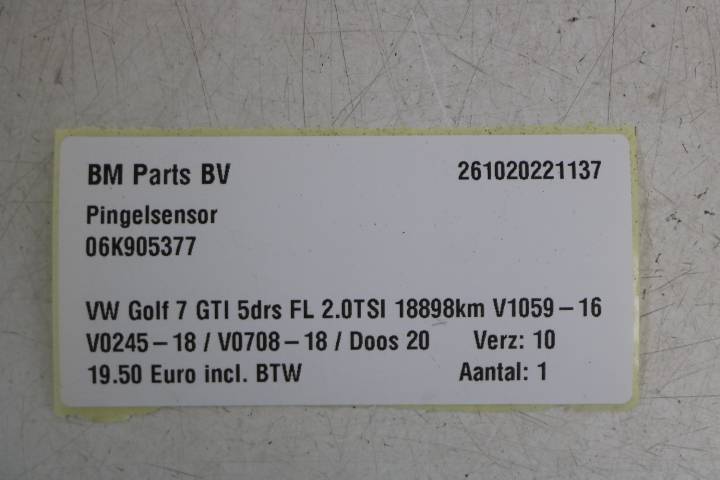 BM Parts BV 261020221137
Pingelsensor
06K905377
VW Golf 7 GTI 5drs FL 2.0TSI 18898km V1059-16
V0245-18 / V0708-18 / Doos 20 Verz: 10
19.50 Euro incl. BTW Aantal: 1